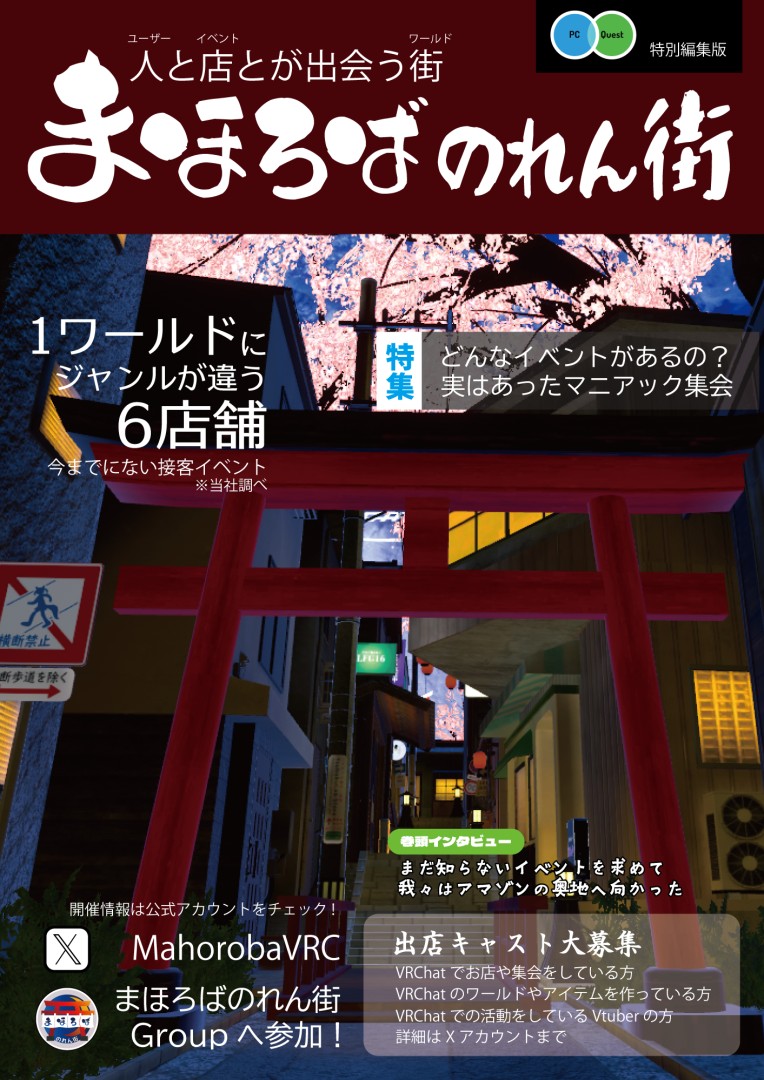 ユーザー イベント ワールド
人と店とが出会う街
PC Quest
特別編集版
まほろばのれん街
1ワールドに
ジャンルが違う
6店舗
今までにない接客イベント
※当社調べ
特集
どんなイベントがあるの？
実はあったマニアック集会
横断禁止
断歩道を除く
LFG16
巻頭インタビュー
まだ知らないイベントを求めて
我々はアマゾンの奥地へ向かった
開催情報は公式アカウントをチェック！
X MahorobaVRC
まほろば
のれん街
まほろばのれん街
Group へ参加！
出店キャスト大募集
VRChat でお店や集会をしている方
VRChat のワールドやアイテムを作っている方
VRChat での活動をしている Vtuber の方
詳細は X アカウントまで